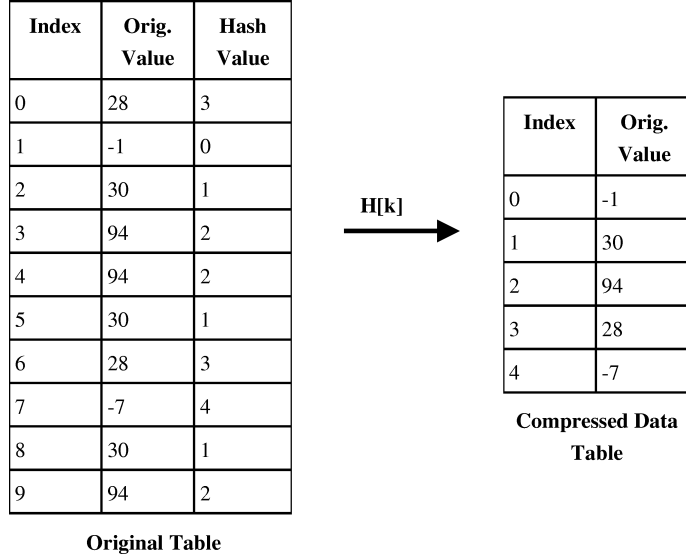 Index Orig. Value Hash Value
0 28 3
1 -1 0
2 30 1
3 94 2
4 94 2
5 30 1
6 28 3
7 -7 4
8 30 1
9 94 2
Original Table
H[k]
Index Orig. Value
0 -1
1 30
2 94
3 28
4 -7
Compressed Data
Table